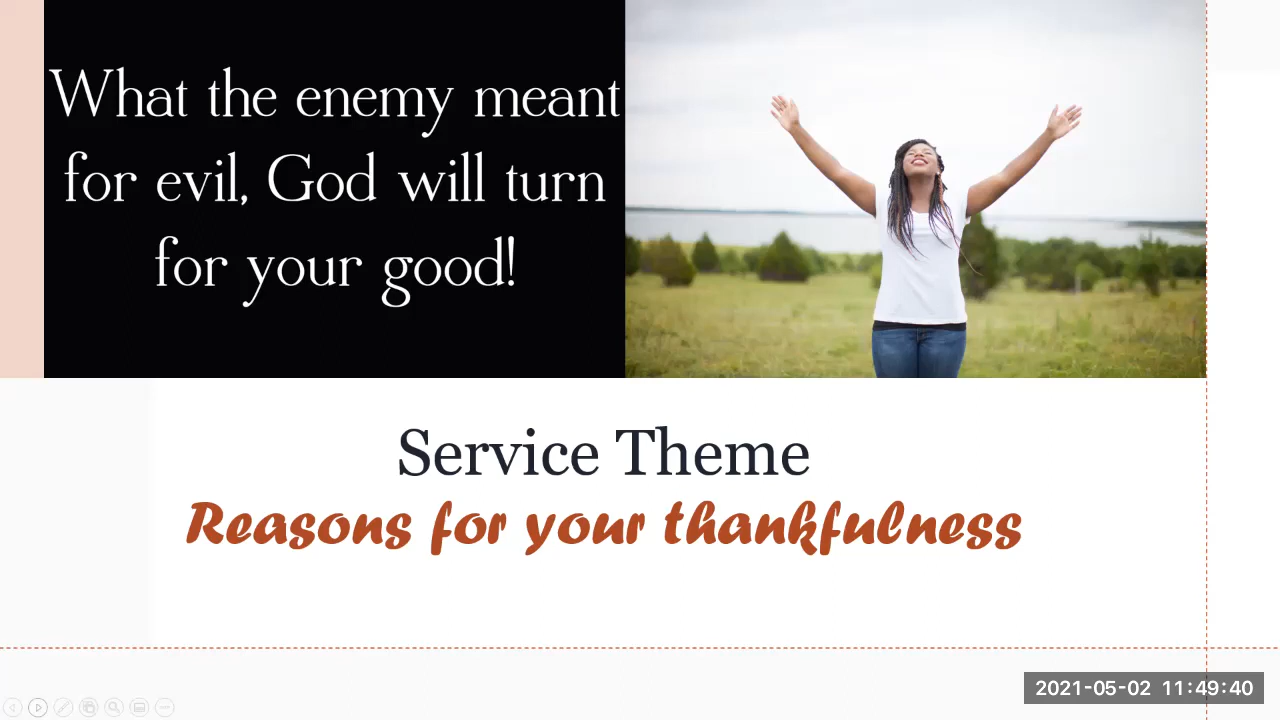 What the enemy meant
for evil, God will turn
for your good!
Service Theme
Reasons for your thankfulness
2021-05-02 11:49:40